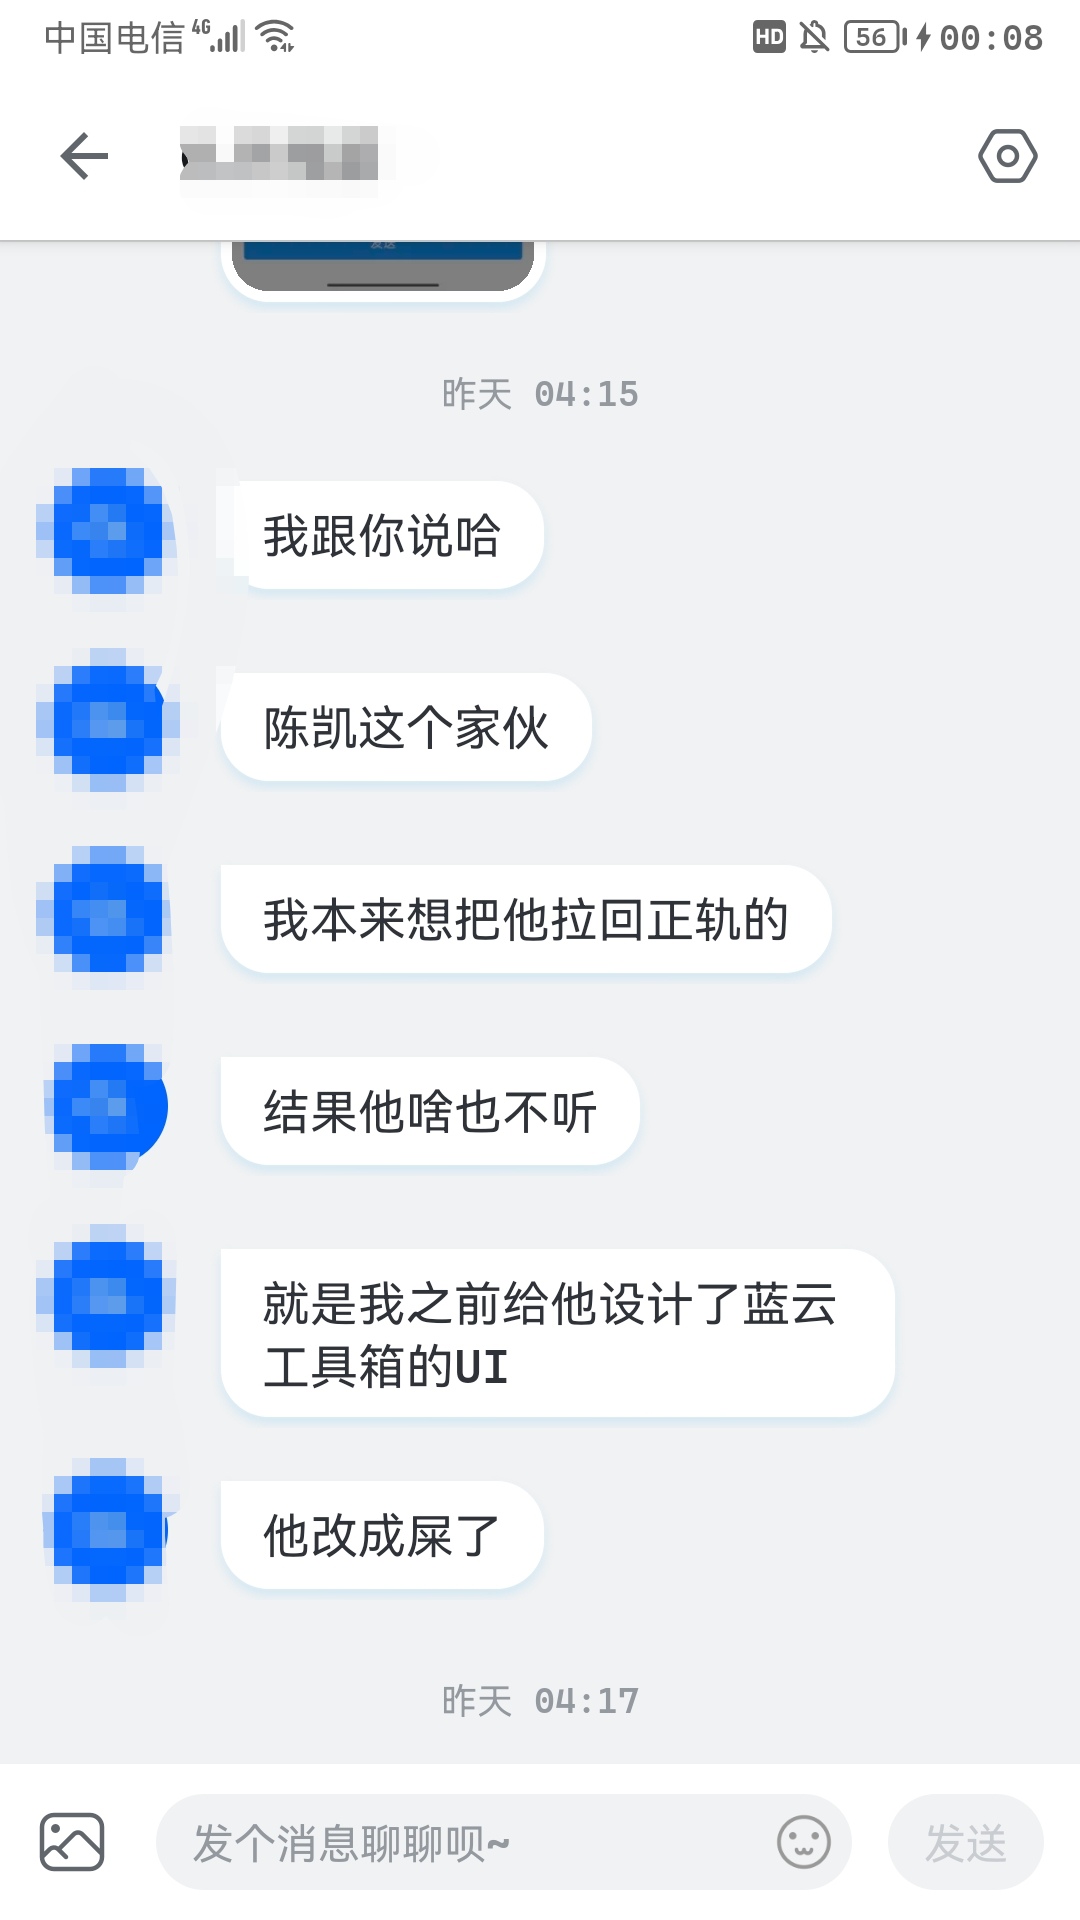 中国电信 4G HD 56 00:08
发送
昨天 04:15
我跟你说哈
陈凯这个家伙
我本来想把他拉回正轨的
结果他啥也不听
就是我之前给他设计了蓝云
工具箱的UI
他改成屎了
昨天 04:17
发个消息聊聊呗~
发送